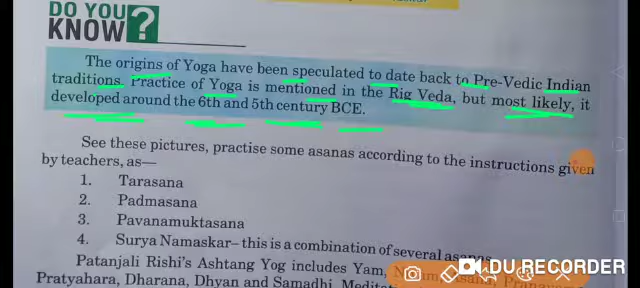 DO YOU
KNOW ?
The origins of Yoga have been speculated to date back to Pre-Vedic Indian
traditions. Practice of Yoga is mentioned in the Rig Veda, but most likely, it
developed around the 6th and 5th century BCE.
See these pictures, practise some asanas according to the instructions given
by teachers, as—
1. Tarasana
2. Padmasana
3. Pavanamuktasana
4. Surya Namaskar– this is a combination of several asanas
Patanjali Rishi's Ashtang Yog includes Yam,
DU RECORDER
Pratyahara, Dharana, Dhyan and Samadhi.